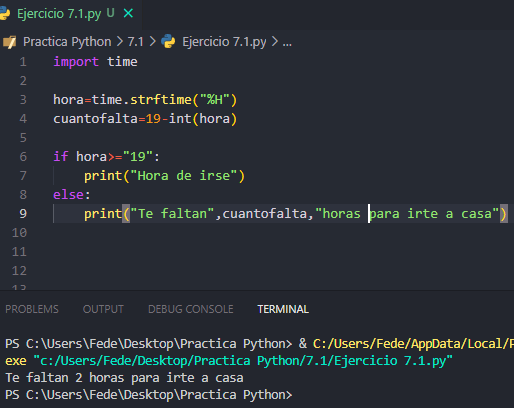 Ejercicio 7.1.py U ×
Practica Python > 7.1 > Ejercicio 7.1.py > ...
1 import time
2
3 hora=time.strftime("%H")
4 cuantofalta=19-int(hora)
5
6 if hora>="19":
7 print("Hora de irse")
8 else:
9 print("Te faltan",cuantofalta,"horas para irte a casa")
10
11
12
13
PROBLEMS OUTPUT DEBUG CONSOLE TERMINAL
PS C:\Users\Fede\Desktop\Practica Python> & C:/Users/Fede/AppData/Local/
exe "c:/Users/Fede/Desktop/Practica Python/7.1/Ejercicio 7.1.py"
Te faltan 2 horas para irte a casa
PS C:\Users\Fede\Desktop\Practica Python>